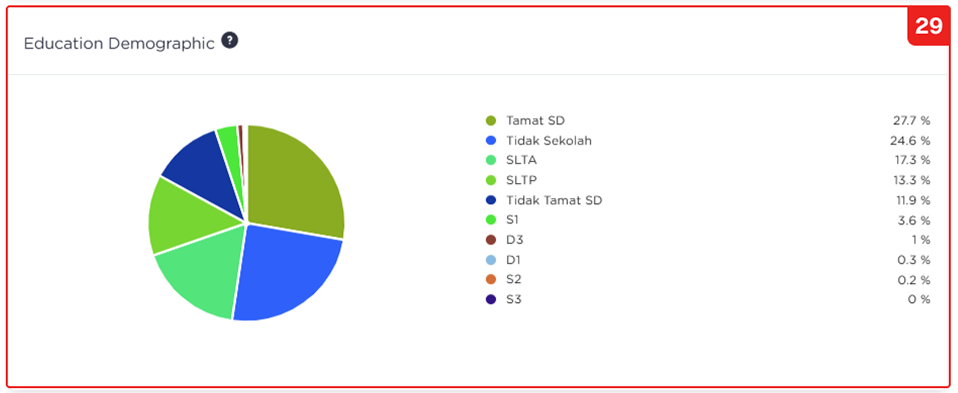 29
Education Demographic ?
Tamat SD 27.7 %
Tidak Sekolah 24.6 %
SLTA 17.3 %
SLTP 13.3 %
Tidak Tamat SD 11.9 %
S1 3.6 %
D3 1 %
D1 0.3 %
S2 0.2 %
S3 0 %